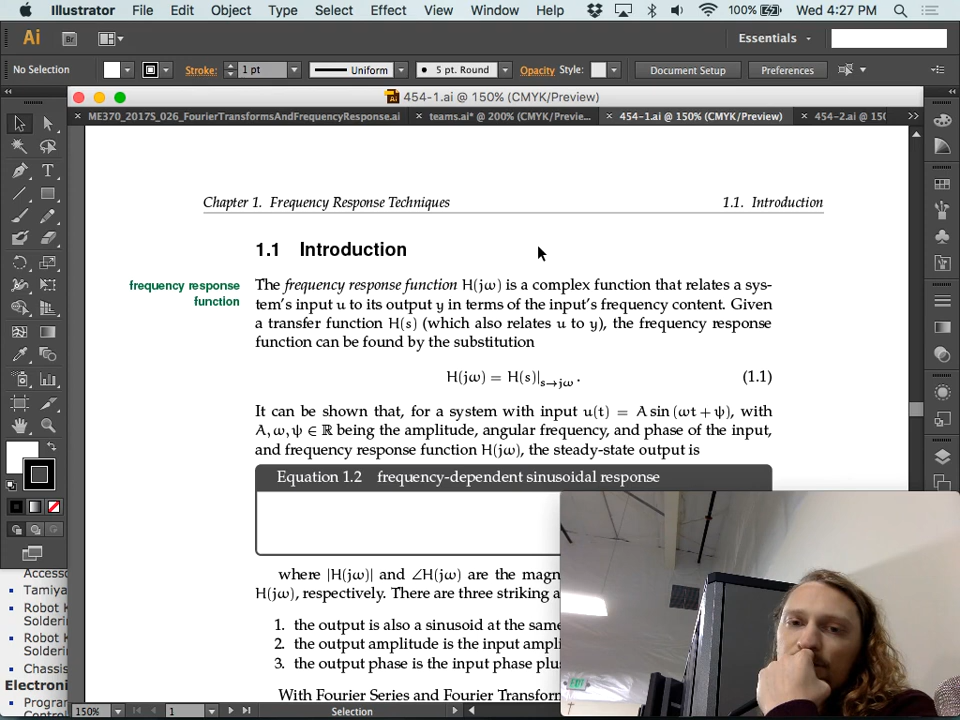 Illustrator File Edit Object Type Select Effect View Window Help 100% Wed 4:27 PM
Ai Br Essentials
No Selection Stroke: 1 pt Uniform 5 pt. Round Opacity Style: Document Setup Preferences
454-1.ai @ 150% (CMYK/Preview)
ME370_2017S_026_FourierTransformsAndFrequencyResponse.ai teams.ai* @ 200% (CMYK/Previe... 454-1.ai @ 150% (CMYK/Preview) 454-2.ai @ 150
Chapter 1. Frequency Response Techniques 1.1. Introduction
1.1 Introduction
frequency response
function
The frequency response function H(jω) is a complex function that relates a sys-
tem's input u to its output y in terms of the input's frequency content. Given
a transfer function H(s) (which also relates u to y), the frequency response
function can be found by the substitution
H(jω) = H(s)|s→jω . (1.1)
It can be shown that, for a system with input u(t) = A sin (ωt + ψ), with
A, ω, ψ ∈ ℝ being the amplitude, angular frequency, and phase of the input,
and frequency response function H(jω), the steady-state output is
Equation 1.2 frequency-dependent sinusoidal response
where |H(jω)| and ∠H(jω) are the magn
H(jω), respectively. There are three striking a
1. the output is also a sinusoid at the same
2. the output amplitude is the input ampli
3. the output phase is the input phase plu
With Fourier Series and Fourier Transfor
Access
Tamiya
Robot K
Solderin
Robot K
Solderin
Chassis
Electroni
Progran
150% 1 Selection